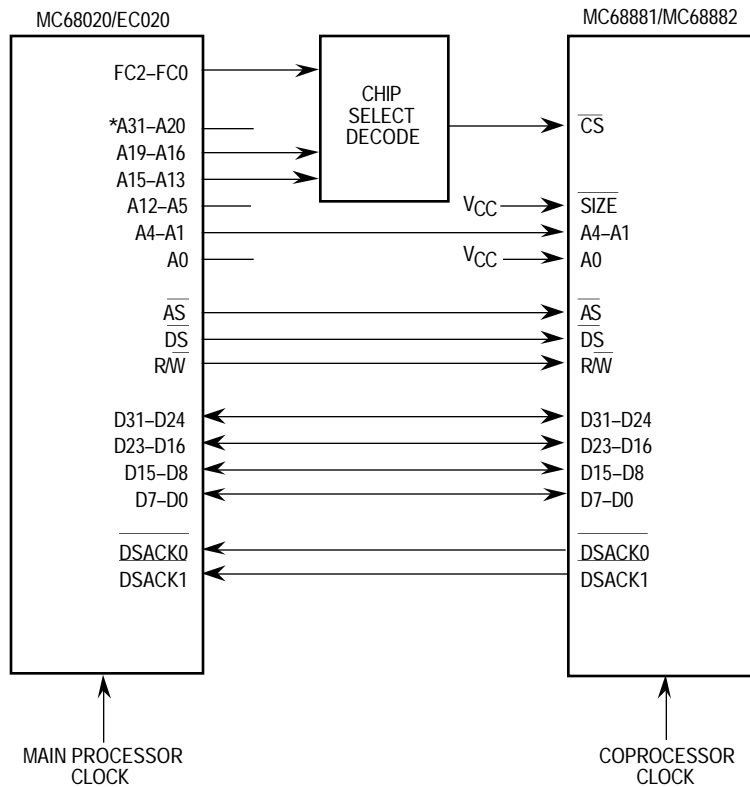 MC68020/EC020
MC68881/MC68882
FC2–FC0
CHIP
SELECT
DECODE
*A31–A20
CS
A19–A16
A15–A13
A12–A5
VCC
SIZE
A4–A1
A4–A1
A0
VCC
A0
AS
AS
DS
DS
R/W
R/W
D31–D24
D31–D24
D23–D16
D23–D16
D15–D8
D15–D8
D7–D0
D7–D0
DSACK0
DSACK0
DSACK1
DSACK1
MAIN PROCESSOR
CLOCK
COPROCESSOR
CLOCK